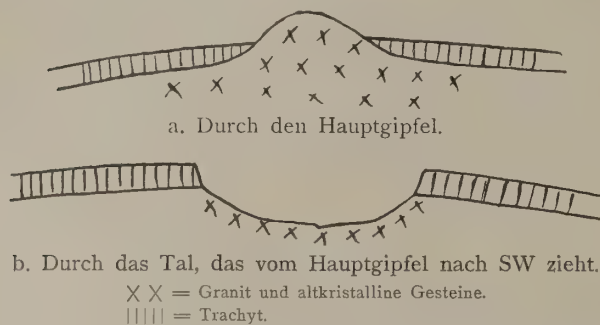 a. Durch den Hauptgipfel.
b. Durch das Tal, das vom Hauptgipfel nach SW zieht.
X X = Granit und altkristalline Gesteine.
||||| = Trachyt.